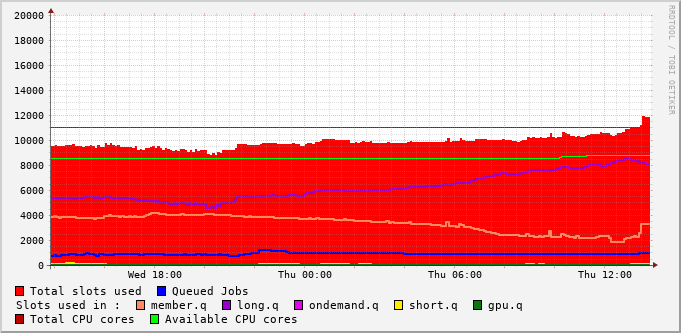 20000
18000
16000
14000
12000
10000
8000
6000
4000
2000
0
Wed 18:00 Thu 00:00 Thu 06:00 Thu 12:00
Total slots used Queued Jobs
Slots used in : member.q long.q ondemand.q short.q gpu.q
Total CPU cores Available CPU cores
RRDTOOL / TOBI OETIKER